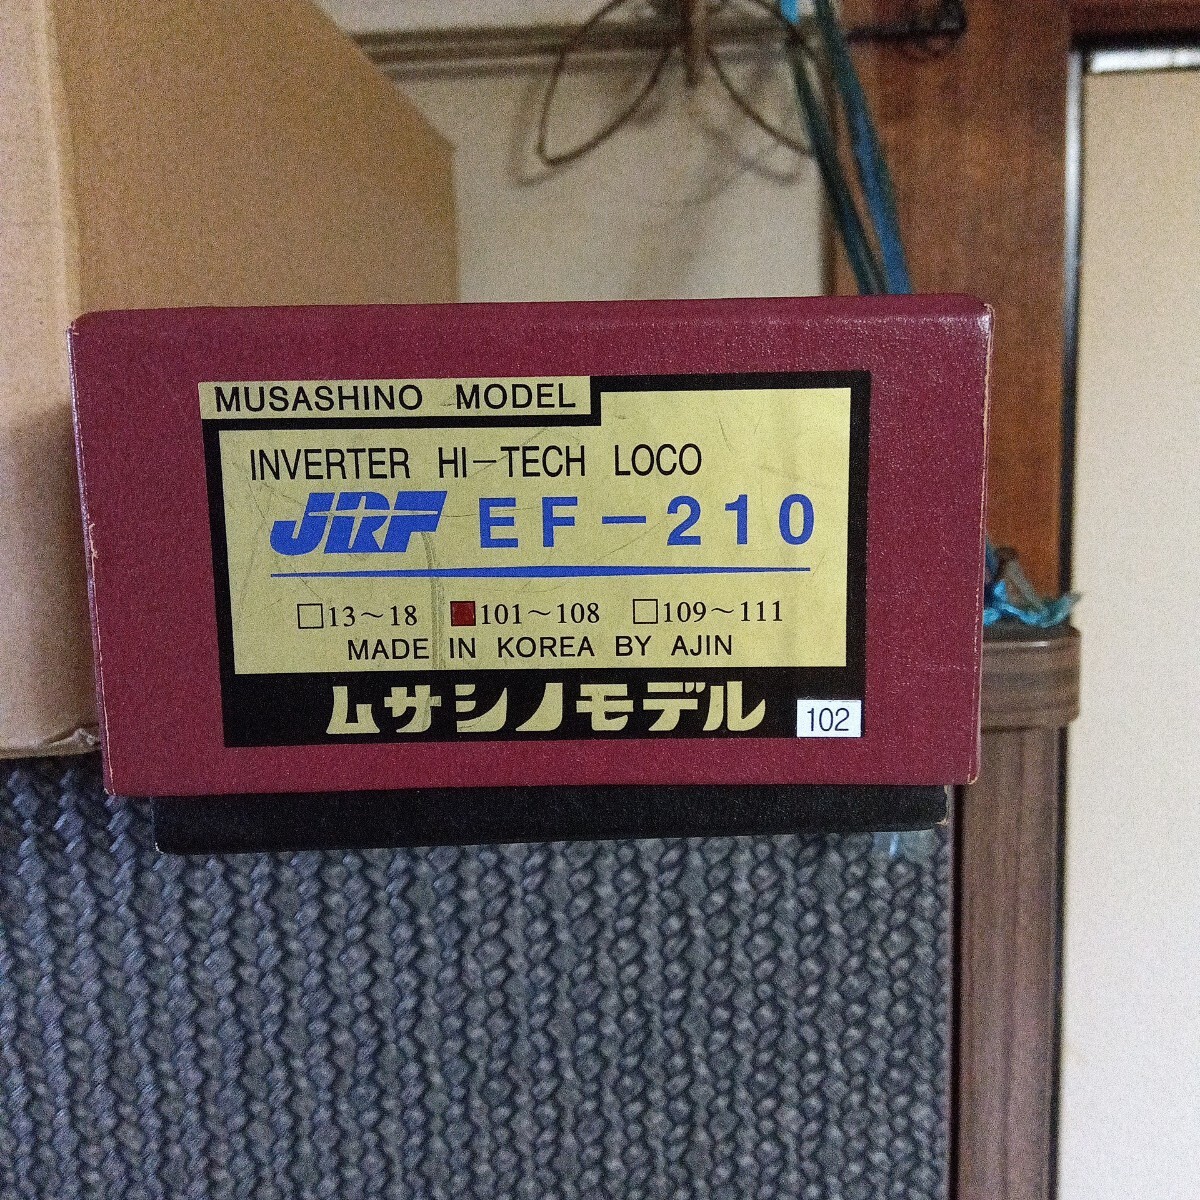 MUSASHINO MODEL
INVERTER HI-TECH LOCO
JRF EF-210
□13～18 ■101～108 □109～111
MADE IN KOREA BY AJIN
ムサシノモデル
102